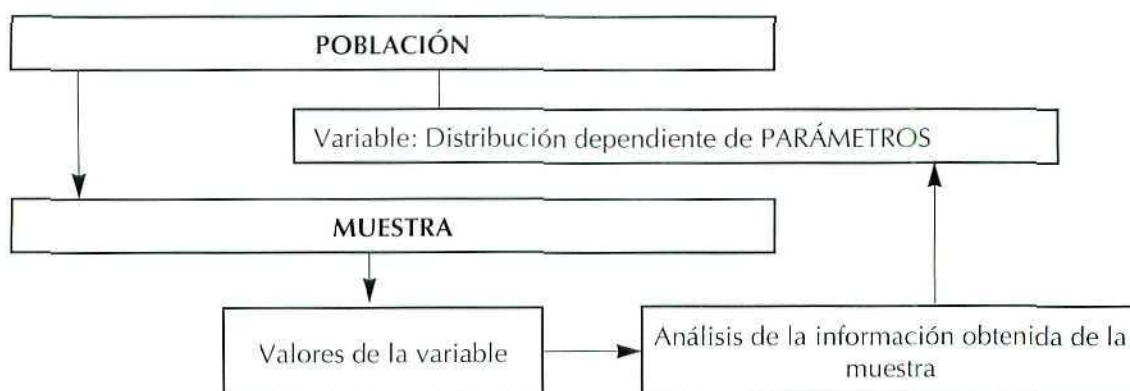 POBLACIÓN
Variable: Distribución dependiente de PARÁMETROS
MUESTRA
Valores de la variable
Análisis de la información obtenida de la
muestra